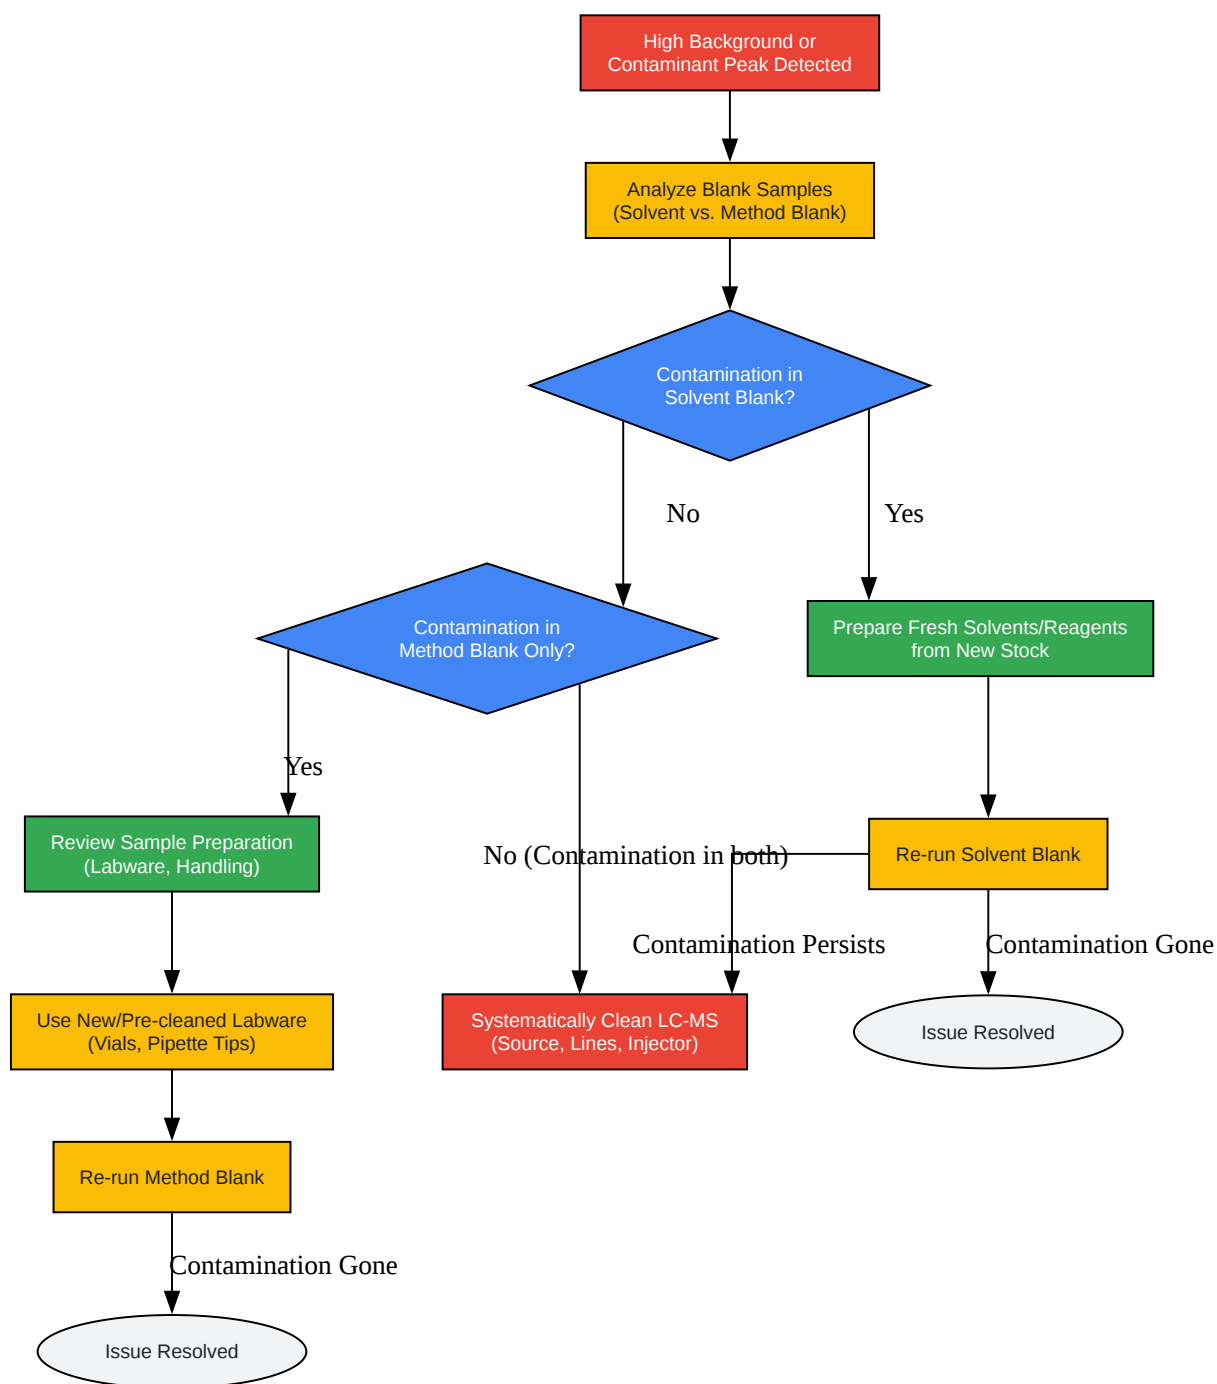 High Background or
Contaminant Peak Detected
Analyze Blank Samples
(Solvent vs. Method Blank)
Contamination in
Solvent Blank?
No
Yes
Contamination in
Method Blank Only?
Prepare Fresh Solvents/Reagents
from New Stock
Yes
Review Sample Preparation
(Labware, Handling)
No (Contamination in both)
Re-run Solvent Blank
Contamination Persists
Contamination Gone
Use New/Pre-cleaned Labware
(Vials, Pipette Tips)
Systematically Clean LC-MS
(Source, Lines, Injector)
Issue Resolved
Re-run Method Blank
Contamination Gone
Issue Resolved